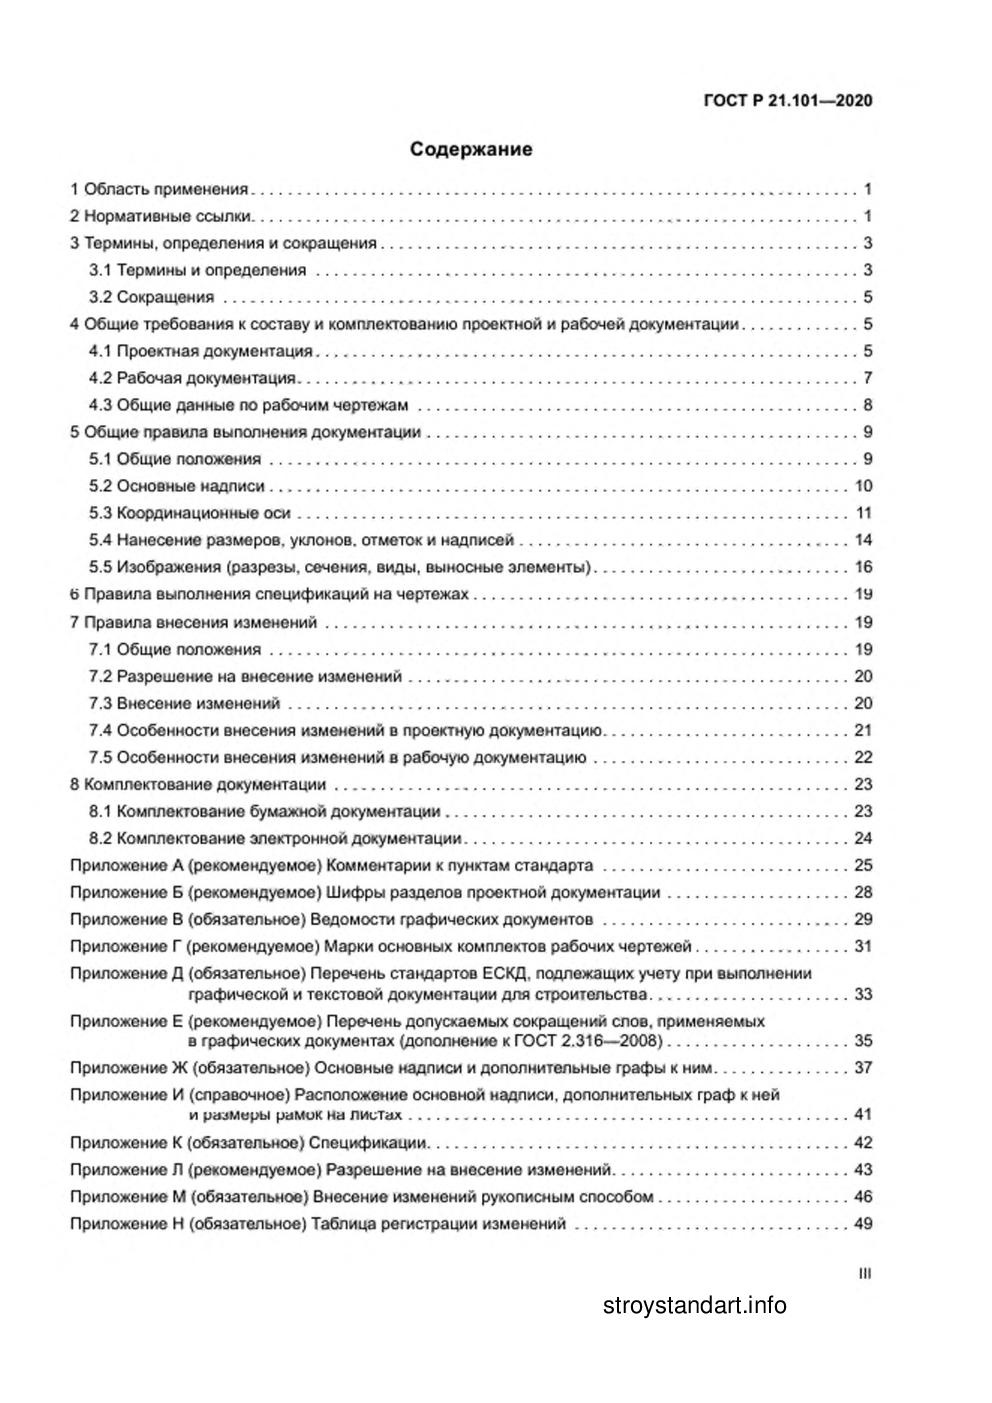 ГОСТ Р 21.101—2020
Содержание
1 Область применения. . . . . . . . . . . . . . . . . . . . 1
2 Нормативные ссылки. . . . . . . . . . . . . . . . . . . . 1
3 Термины, определения и сокращения . . . . . . . . . . . . . . . . . . . . 3
3.1 Термины и определения . . . . . . . . . . . . . . . . . . . . 3
3.2 Сокращения . . . . . . . . . . . . . . . . . . . . 5
4 Общие требования к составу и комплектованию проектной и рабочей документации . . . . . . . . . . . . . 5
4.1 Проектная документация . . . . . . . . . . . . . . . . . . . . 5
4.2 Рабочая документация. . . . . . . . . . . . . . . . . . . . 7
4.3 Общие данные по рабочим чертежам . . . . . . . . . . . . . . . . . . . . 8
5 Общие правила выполнения документации . . . . . . . . . . . . . . . . . . . . 9
5.1 Общие положения . . . . . . . . . . . . . . . . . . . . 9
5.2 Основные надписи . . . . . . . . . . . . . . . . . . . . 10
5.3 Координационные оси . . . . . . . . . . . . . . . . . . . . 11
5.4 Нанесение размеров, уклонов, отметок и надписей . . . . . . . . . . . . . . . . . . . . 14
5.5 Изображения (разрезы, сечения, виды, выносные элементы) . . . . . . . . . . . . . . . . . . . . 16
6 Правила выполнения спецификаций на чертежах . . . . . . . . . . . . . . . . . . . . 19
7 Правила внесения изменений . . . . . . . . . . . . . . . . . . . . 19
7.1 Общие положения . . . . . . . . . . . . . . . . . . . . 19
7.2 Разрешение на внесение изменений . . . . . . . . . . . . . . . . . . . . 20
7.3 Внесение изменений . . . . . . . . . . . . . . . . . . . . 20
7.4 Особенности внесения изменений в проектную документацию. . . . . . . . . . . . . . . . . . . . 21
7.5 Особенности внесения изменений в рабочую документацию . . . . . . . . . . . . . . . . . . . . 22
8 Комплектование документации . . . . . . . . . . . . . . . . . . . . 23
8.1 Комплектование бумажной документации . . . . . . . . . . . . . . . . . . . . 23
8.2 Комплектование электронной документации. . . . . . . . . . . . . . . . . . . . 24
Приложение А (рекомендуемое) Комментарии к пунктам стандарта . . . . . . . . . . . . . . . . . . . . 25
Приложение Б (рекомендуемое) Шифры разделов проектной документации . . . . . . . . . . . . . . . . . . . . 28
Приложение В (обязательное) Ведомости графических документов . . . . . . . . . . . . . . . . . . . . 29
Приложение Г (рекомендуемое) Марки основных комплектов рабочих чертежей . . . . . . . . . . . . . . . . . 31
Приложение Д (обязательное) Перечень стандартов ЕСКД, подлежащих учету при выполнении
графической и текстовой документации для строительства. . . . . . . . . . . . . . . . . . . . 33
Приложение Е (рекомендуемое) Перечень допускаемых сокращений слов, применяемых
в графических документах (дополнение к ГОСТ 2.316—2008) . . . . . . . . . . . . . . . . . . . . 35
Приложение Ж (обязательное) Основные надписи и дополнительные графы к ним. . . . . . . . . . . . . . . 37
Приложение И (справочное) Расположение основной надписи, дополнительных граф к ней
и размеры рамок на листах . . . . . . . . . . . . . . . . . . . . 41
Приложение К (обязательное) Спецификации. . . . . . . . . . . . . . . . . . . . 42
Приложение Л (рекомендуемое) Разрешение на внесение изменений. . . . . . . . . . . . . . . . . . . . 43
Приложение М (обязательное) Внесение изменений рукописным способом . . . . . . . . . . . . . . . . . . . . 46
Приложение Н (обязательное) Таблица регистрации изменений . . . . . . . . . . . . . . . . . . . . 49
III
stroystandart.info